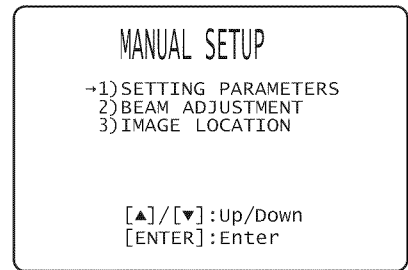 MANUAL SETUP
→1)SETTING PARAMETERS
2)BEAM ADJUSTMENT
3)IMAGE LOCATION
[▲]/[▼]:Up/Down
[ENTER]:Enter